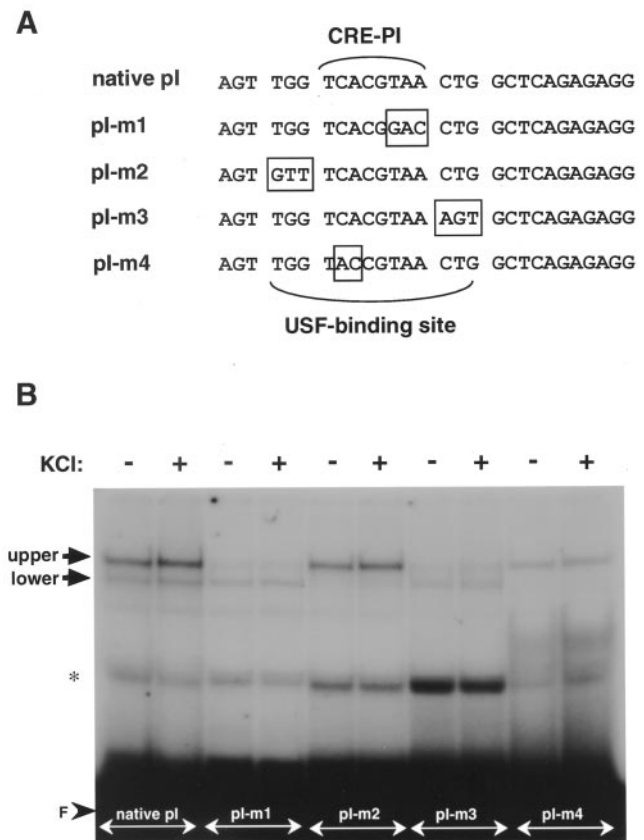 A
CRE-PI
native pI AGT TGG TCACGTAA CTG GCTCAGAGAGG
pI-m1 AGT TGG TCACGGAC CTG GCTCAGAGAGG
pI-m2 AGT GTT TCACGTAA CTG GCTCAGAGAGG
pI-m3 AGT TGG TCACGTAA AGT GCTCAGAGAGG
pI-m4 AGT TGG TACCGTAA CTG GCTCAGAGAGG
USF-binding site
B
KCl: - + - + - + - + - +
upper
lower
*
F
native pI pI-m1 pI-m2 pI-m3 pI-m4